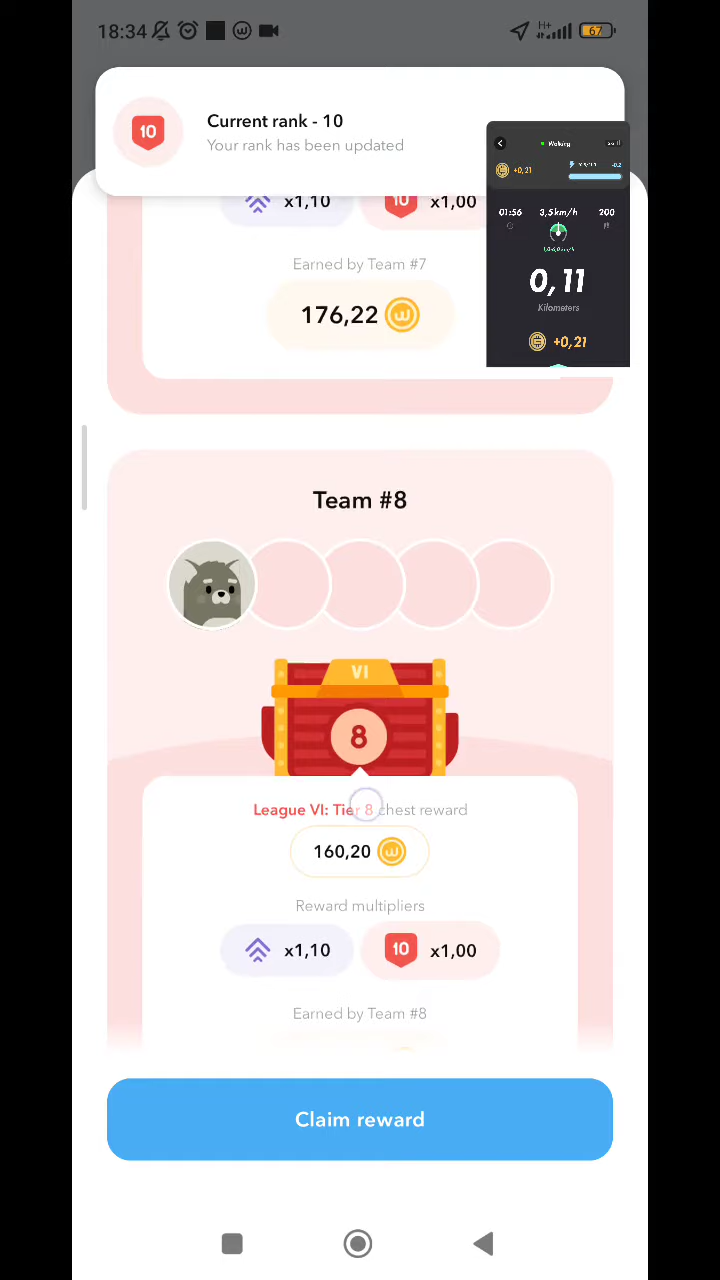 18:34
H+
67
10
Current rank - 10
Your rank has been updated
Walking
+0,21
-0,2
01:56
3,5km/h
200
0,11
Kilometers
+0,21
x1,10
10
x1,00
Earned by Team #7
176,22
Team #8
VI
8
League VI: Tier 8 chest reward
160,20
Reward multipliers
x1,10
10
x1,00
Earned by Team #8
Claim reward